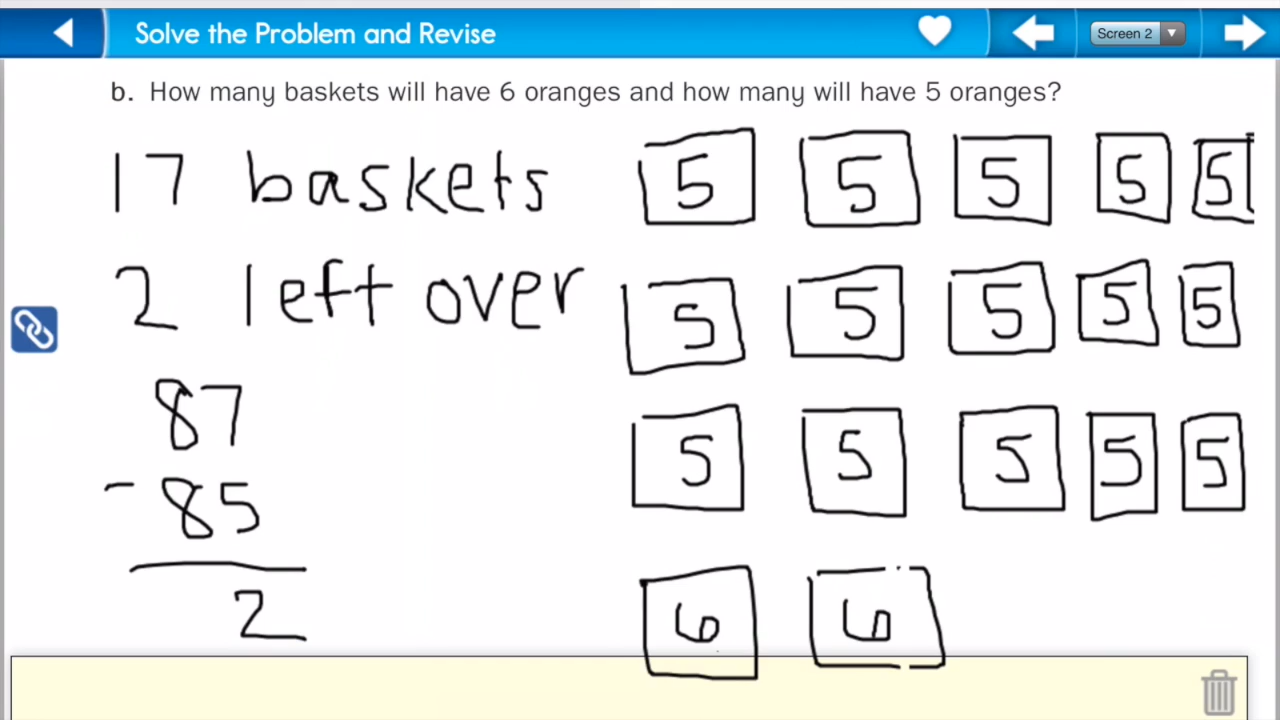 Solve the Problem and Revise
Screen 2
b. How many baskets will have 6 oranges and how many will have 5 oranges?
17 baskets
2 left over
87
- 85
2
5 5 5 5 5
5 5 5 5 5
5 5 5 5 5
6 6